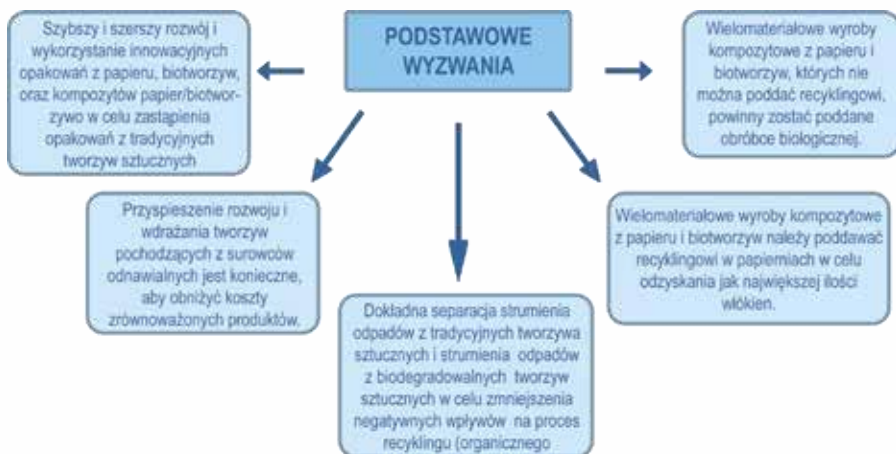 PODSTAWOWE
WYZWANIA
Szybszy i szerszy rozwój i
wykorzystanie innowacyjnych
opakowań z papieru, biotworzyw,
oraz kompozytów papier/biotwor-
zywo w celu zastąpienia
opakowań z tradycyjnych
tworzyw sztucznych
Wielomateriałowe wyroby
kompozytowe z papieru i
biotworzyw, których nie
można poddać recyklingowi,
powinny zostać poddane
obróbce biologicznej.
Przyspieszenie rozwoju i
wdrażania tworzyw
pochodzących z surowców
odnawialnych jest konieczne,
aby obniżyć koszty
zrównoważonych produktów.
Wielomateriałowe wyroby kompozytowe
z papieru i biotworzyw należy poddawać
recyklingowi w papierniach w celu
odzyskania jak największej ilości
włókien.
Dokładna separacja strumienia
odpadów z tradycyjnych tworzywa
sztucznych i strumienia odpadów
z biodegradowalnych tworzyw
sztucznych w celu zmniejszenia
negatywnych wpływów na proces
recyklingu (organicznego